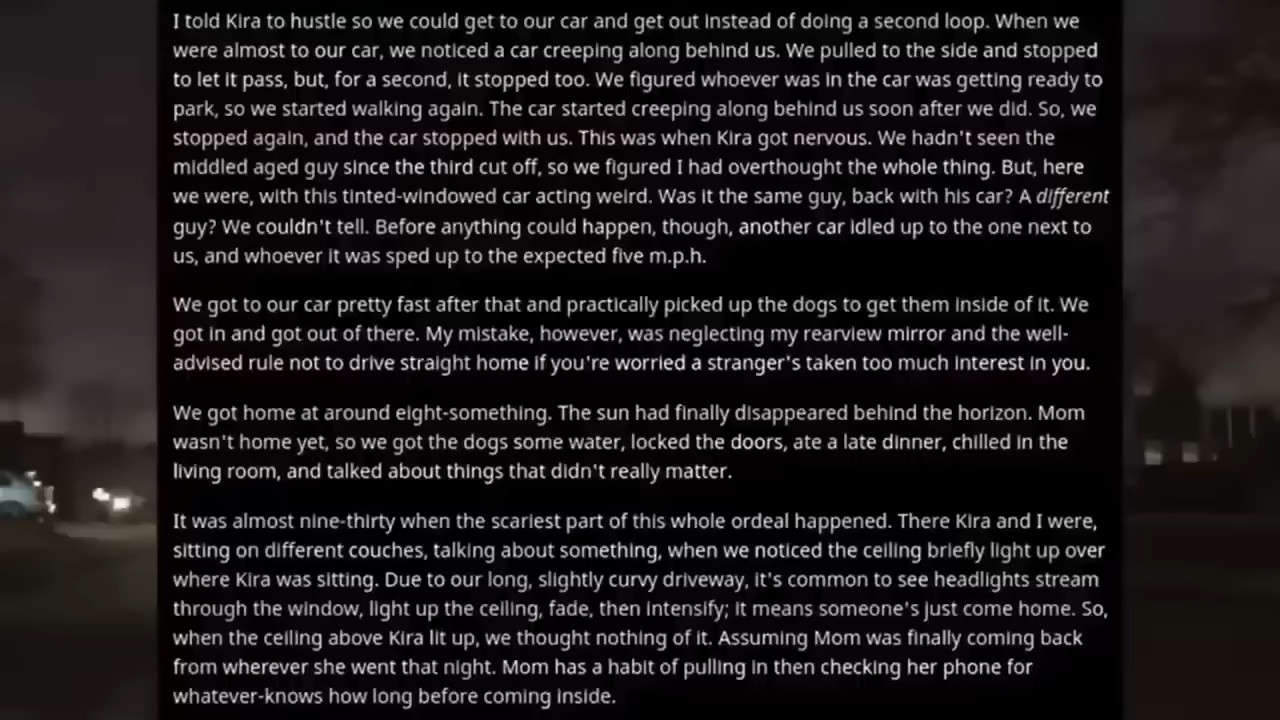 I told Kira to hustle so we could get to our car and get out instead of doing a second loop. When we
were almost to our car, we noticed a car creeping along behind us. We pulled to the side and stopped
to let it pass, but, for a second, it stopped too. We figured whoever was in the car was getting ready to
park, so we started walking again. The car started creeping along behind us soon after we did. So, we
stopped again, and the car stopped with us. This was when Kira got nervous. We hadn't seen the
middled aged guy since the third cut off, so we figured I had overthought the whole thing. But, here
we were, with this tinted-windowed car acting weird. Was it the same guy, back with his car? A different
guy? We couldn't tell. Before anything could happen, though, another car idled up to the one next to
us, and whoever it was sped up to the expected five m.p.h.
We got to our car pretty fast after that and practically picked up the dogs to get them inside of it. We
got in and got out of there. My mistake, however, was neglecting my rearview mirror and the well-
advised rule not to drive straight home if you're worried a stranger's taken too much interest in you.
We got home at around eight-something. The sun had finally disappeared behind the horizon. Mom
wasn't home yet, so we got the dogs some water, locked the doors, ate a late dinner, chilled in the
living room, and talked about things that didn't really matter.
It was almost nine-thirty when the scariest part of this whole ordeal happened. There Kira and I were,
sitting on different couches, talking about something, when we noticed the ceiling briefly light up over
where Kira was sitting. Due to our long, slightly curvy driveway, it's common to see headlights stream
through the window, light up the ceiling, fade, then intensify; it means someone's just come home. So,
when the ceiling above Kira lit up, we thought nothing of it. Assuming Mom was finally coming back
from wherever she went that night. Mom has a habit of pulling in then checking her phone for
whatever-knows how long before coming inside.